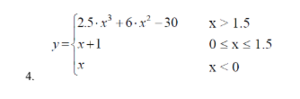 2.5·x³ +6·x² –30 x > 1.5
y={x+1 0 ≤ x ≤ 1.5
x x < 0
4.